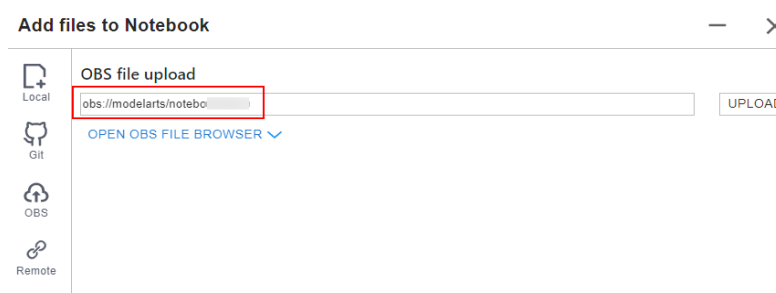 Add files to Notebook
Local
Git
OBS
Remote
OBS file upload
obs://modelarts/notebo
UPLOAD
OPEN OBS FILE BROWSER